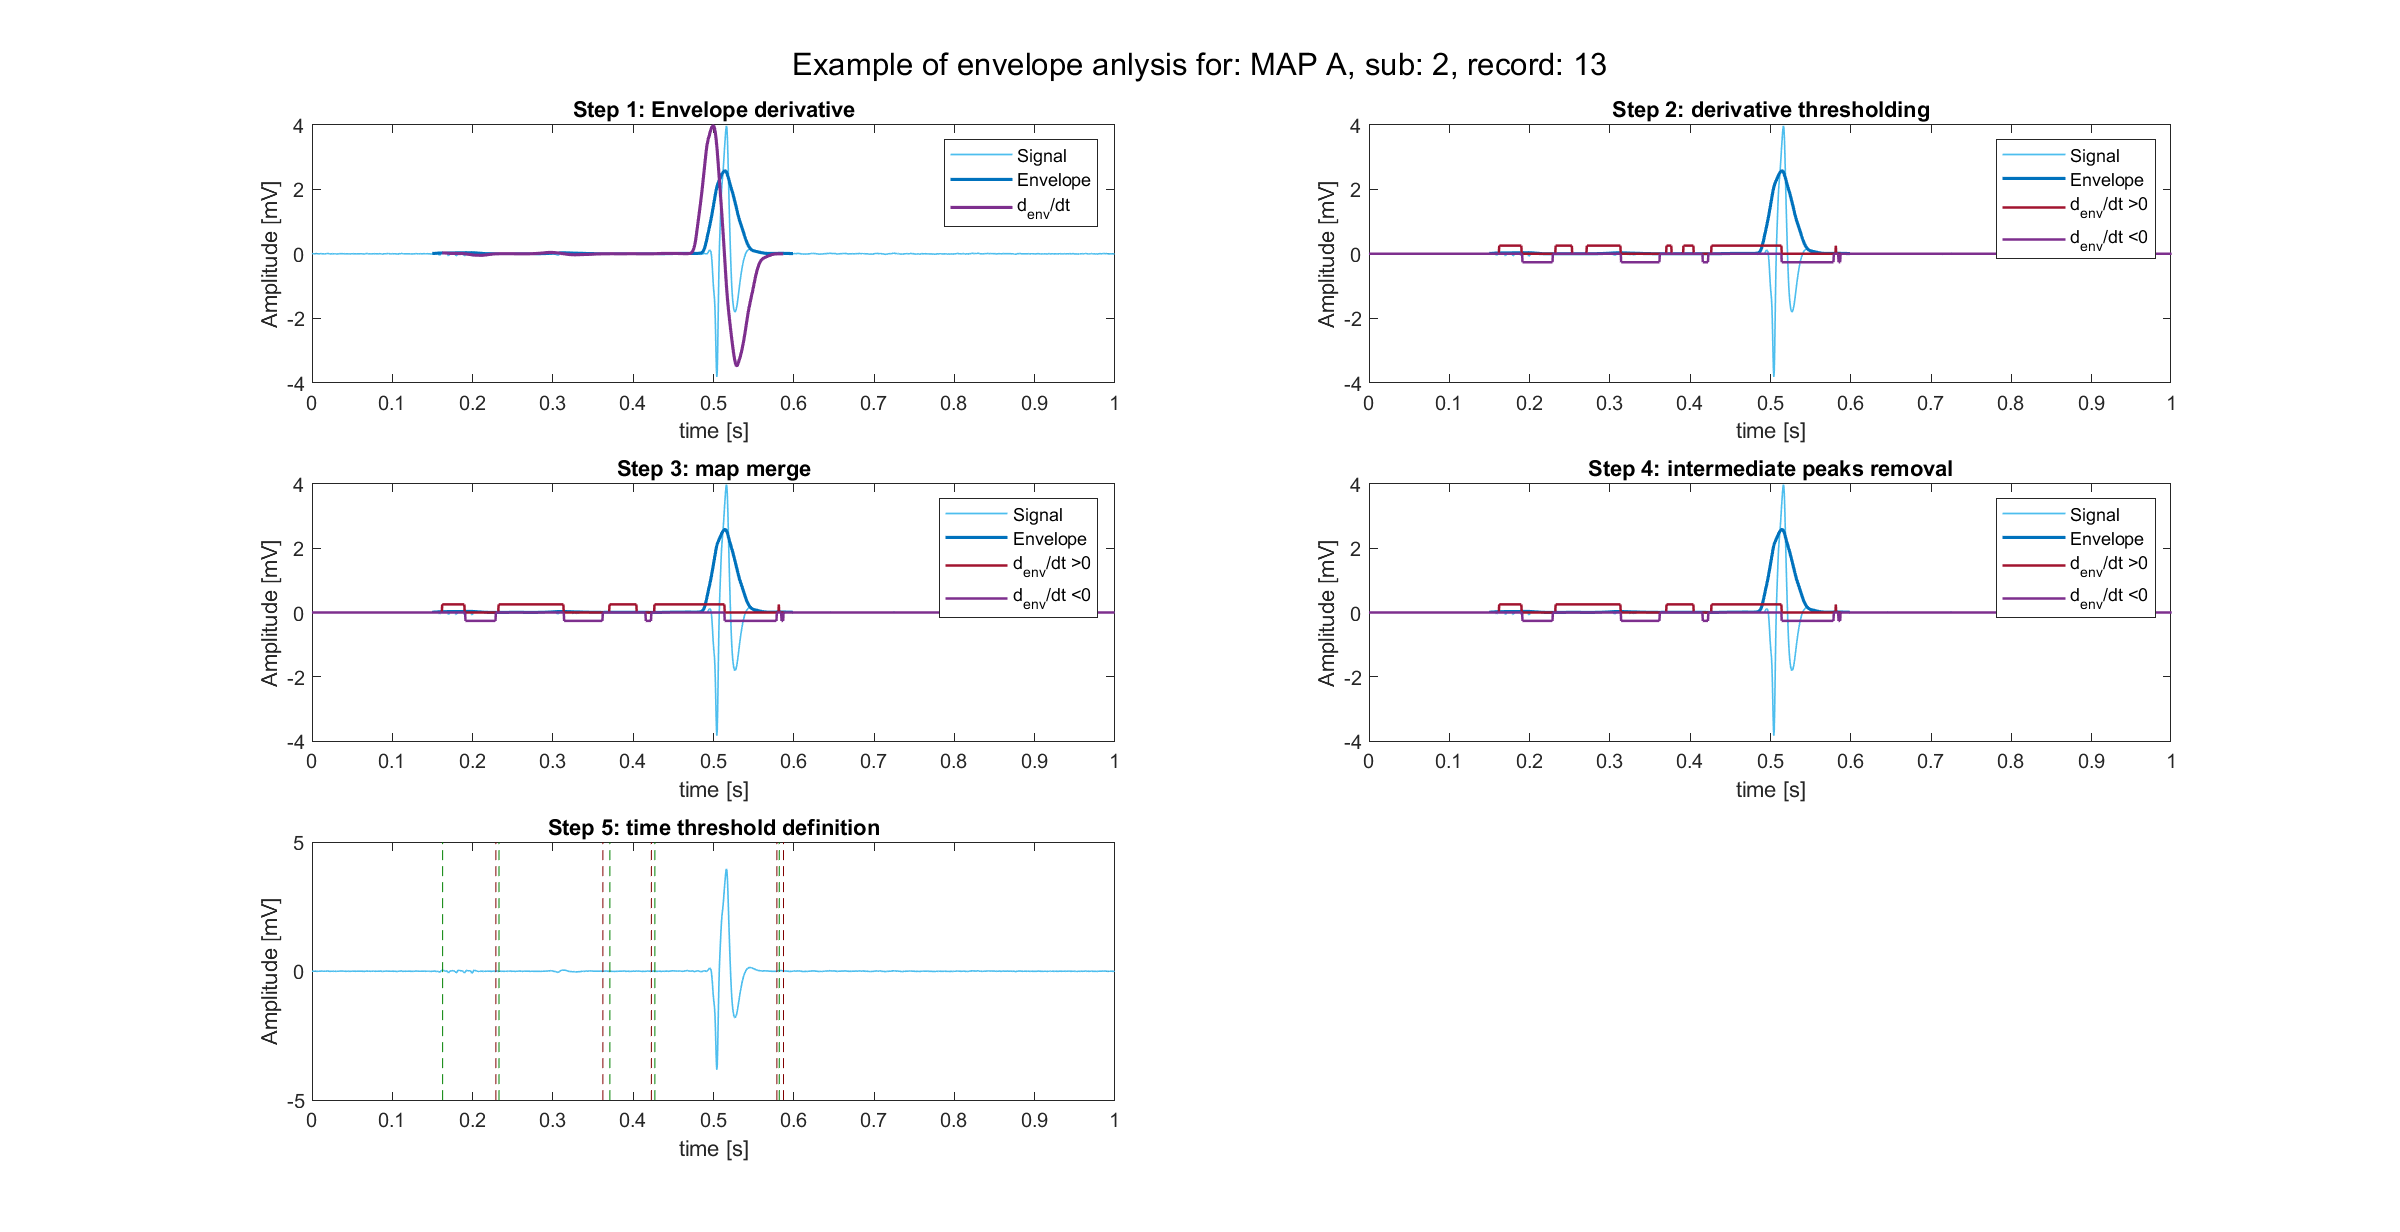 Example of envelope anlysis for: MAP A, sub: 2, record: 13
Step 1: Envelope derivative
Amplitude [mV]
4
2
0
-2
-4
Signal
Envelope
d_env/dt
0 0.1 0.2 0.3 0.4 0.5 0.6 0.7 0.8 0.9 1
time [s]
Step 2: derivative thresholding
Amplitude [mV]
4
2
0
-2
-4
Signal
Envelope
d_env/dt >0
d_env/dt <0
0 0.1 0.2 0.3 0.4 0.5 0.6 0.7 0.8 0.9 1
time [s]
Step 3: map merge
Amplitude [mV]
4
2
0
-2
-4
Signal
Envelope
d_env/dt >0
d_env/dt <0
0 0.1 0.2 0.3 0.4 0.5 0.6 0.7 0.8 0.9 1
time [s]
Step 4: intermediate peaks removal
Amplitude [mV]
4
2
0
-2
-4
Signal
Envelope
d_env/dt >0
d_env/dt <0
0 0.1 0.2 0.3 0.4 0.5 0.6 0.7 0.8 0.9 1
time [s]
Step 5: time threshold definition
Amplitude [mV]
5
0
-5
0 0.1 0.2 0.3 0.4 0.5 0.6 0.7 0.8 0.9 1
time [s]